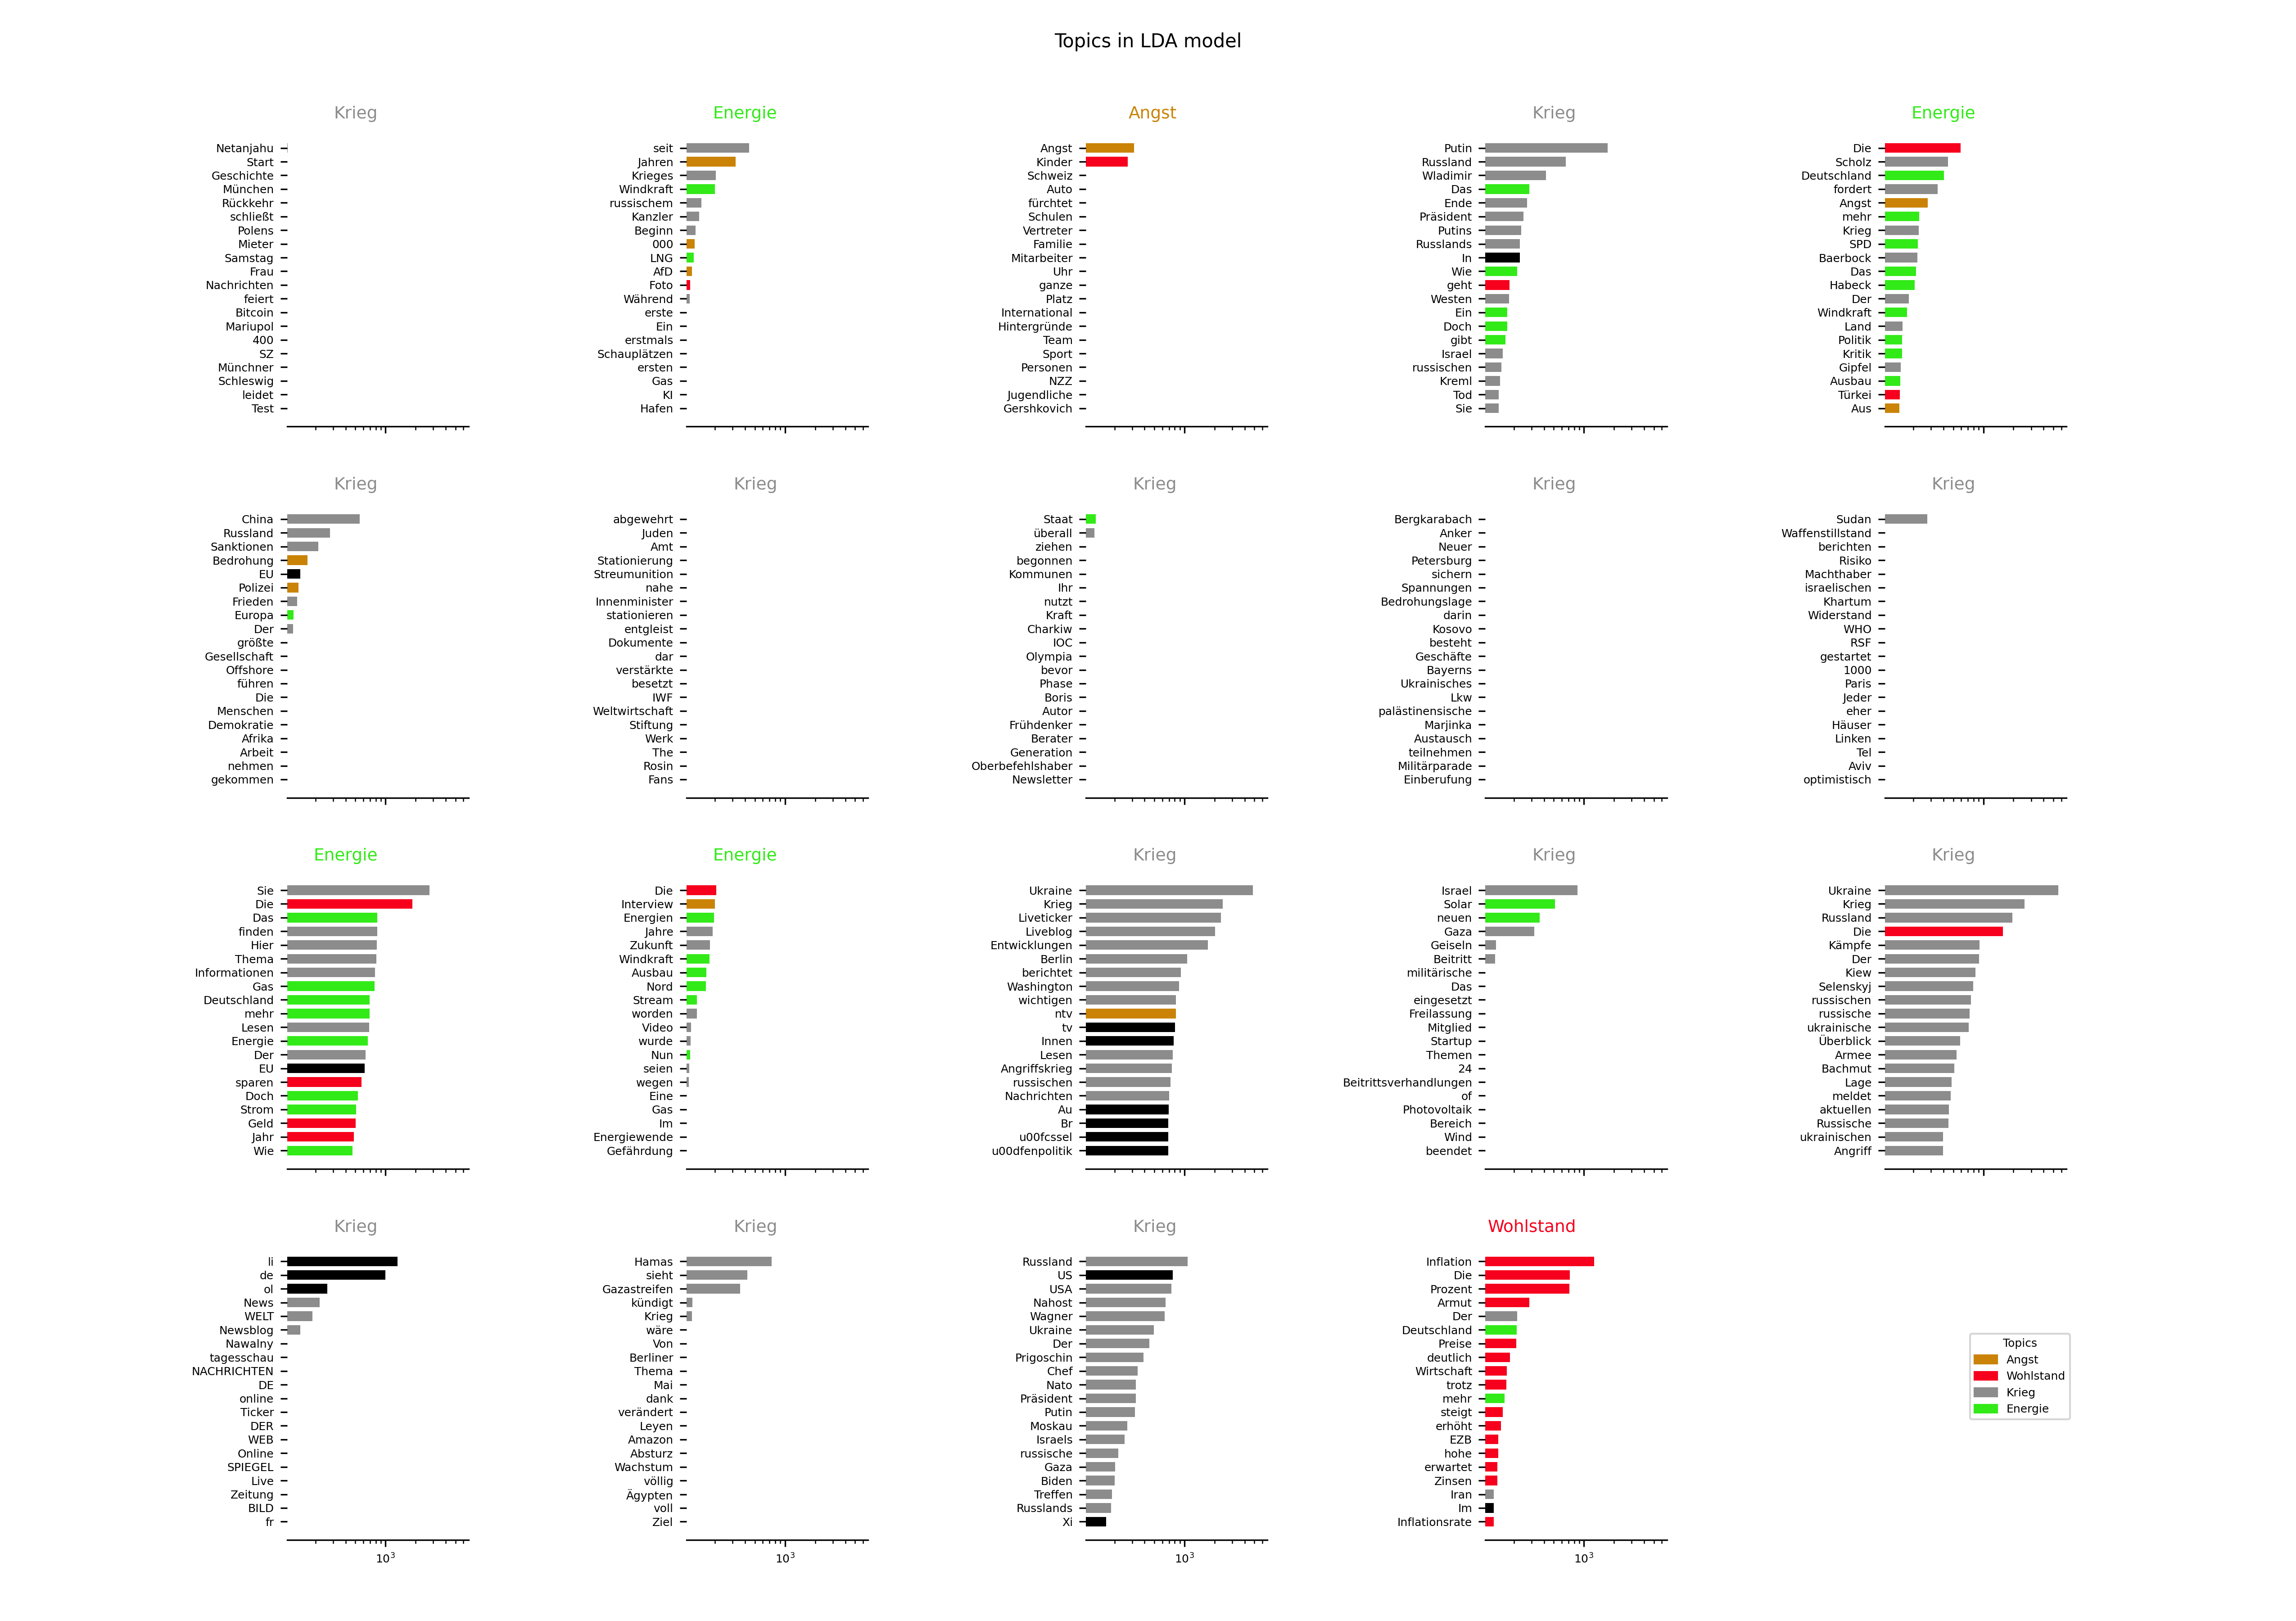 Topics in LDA model
Krieg
Netanjahu
Start
Geschichte
München
Rückkehr
schließt
Polens
Mieter
Samstag
Frau
Nachrichten
feiert
Bitcoin
Mariupol
400
SZ
Münchner
Schleswig
leidet
Test
Energie
seit
Jahren
Krieges
Windkraft
russischem
Kanzler
Beginn
000
LNG
AfD
Foto
Während
erste
Ein
erstmals
Schauplätzen
ersten
Gas
KI
Hafen
Angst
Angst
Kinder
Schweiz
Auto
fürchtet
Schulen
Vertreter
Familie
Mitarbeiter
Uhr
ganze
Platz
International
Hintergründe
Team
Sport
Personen
NZZ
Jugendliche
Gershkovich
Krieg
Putin
Russland
Wladimir
Das
Ende
Präsident
Putins
Russlands
In
Wie
geht
Westen
Ein
Doch
gibt
Israel
russischen
Kreml
Tod
Sie
Energie
Die
Scholz
Deutschland
fordert
Angst
mehr
Krieg
SPD
Baerbock
Das
Habeck
Der
Windkraft
Land
Politik
Kritik
Gipfel
Ausbau
Türkei
Aus
Krieg
China
Russland
Sanktionen
Bedrohung
EU
Polizei
Frieden
Europa
Der
größte
Gesellschaft
Offshore
führen
Die
Menschen
Demokratie
Afrika
Arbeit
nehmen
gekommen
Krieg
abgewehrt
Juden
Amt
Stationierung
Streumunition
nahe
Innenminister
stationieren
entgleist
Dokumente
dar
verstärkte
besetzt
IWF
Weltwirtschaft
Stiftung
Werk
The
Rosin
Fans
Krieg
Staat
überall
ziehen
begonnen
Kommunen
Ihr
nutzt
Kraft
Charkiw
IOC
Olympia
bevor
Phase
Boris
Autor
Frühdenker
Berater
Generation
Oberbefehlshaber
Newsletter
Krieg
Bergkarabach
Anker
Neuer
Petersburg
sichern
Spannungen
Bedrohungslage
darin
Kosovo
besteht
Geschäfte
Bayerns
Ukrainisches
Lkw
palästinensische
Marjinka
Austausch
teilnehmen
Militärparade
Einberufung
Krieg
Sudan
Waffenstillstand
berichten
Risiko
Machthaber
israelischen
Khartum
Widerstand
WHO
RSF
gestartet
1000
Paris
Jeder
eher
Häuser
Linken
Tel
Aviv
optimistisch
Energie
Sie
Die
Das
finden
Hier
Thema
Informationen
Gas
Deutschland
mehr
Lesen
Energie
Der
EU
sparen
Doch
Strom
Geld
Jahr
Wie
Energie
Die
Interview
Energien
Jahre
Zukunft
Windkraft
Ausbau
Nord
Stream
worden
Video
wurde
Nun
seien
wegen
Eine
Gas
Im
Energiewende
Gefährdung
Krieg
Ukraine
Krieg
Liveticker
Liveblog
Entwicklungen
Berlin
berichtet
Washington
wichtigen
ntv
tv
Innen
Lesen
Angriffskrieg
russischen
Nachrichten
Au
Br
u00fcssel
u00dfenpolitik
Krieg
Israel
Solar
neuen
Gaza
Geiseln
Beitritt
militärische
Das
eingesetzt
Freilassung
Mitglied
Startup
Themen
24
Beitrittsverhandlungen
of
Photovoltaik
Bereich
Wind
beendet
Krieg
Ukraine
Krieg
Russland
Die
Kämpfe
Der
Kiew
Selenskyj
russischen
russische
ukrainische
Überblick
Armee
Bachmut
Lage
meldet
aktuellen
Russische
ukrainischen
Angriff
Krieg
li
de
ol
News
WELT
Newsblog
Nawalny
tagesschau
NACHRICHTEN
DE
online
Ticker
DER
WEB
Online
SPIEGEL
Live
Zeitung
BILD
fr
10³
Krieg
Hamas
sieht
Gazastreifen
kündigt
Krieg
wäre
Von
Berliner
Thema
Mai
dank
verändert
Leyen
Amazon
Absturz
Wachstum
völlig
Ägypten
voll
Ziel
10³
Krieg
Russland
US
USA
Nahost
Wagner
Ukraine
Der
Prigoschin
Chef
Nato
Präsident
Putin
Moskau
Israels
russische
Gaza
Biden
Treffen
Russlands
Xi
10³
Wohlstand
Inflation
Die
Prozent
Armut
Der
Deutschland
Preise
deutlich
Wirtschaft
trotz
mehr
steigt
erhöht
EZB
hohe
erwartet
Zinsen
Iran
Im
Inflationsrate
10³
Topics
Angst
Wohlstand
Krieg
Energie